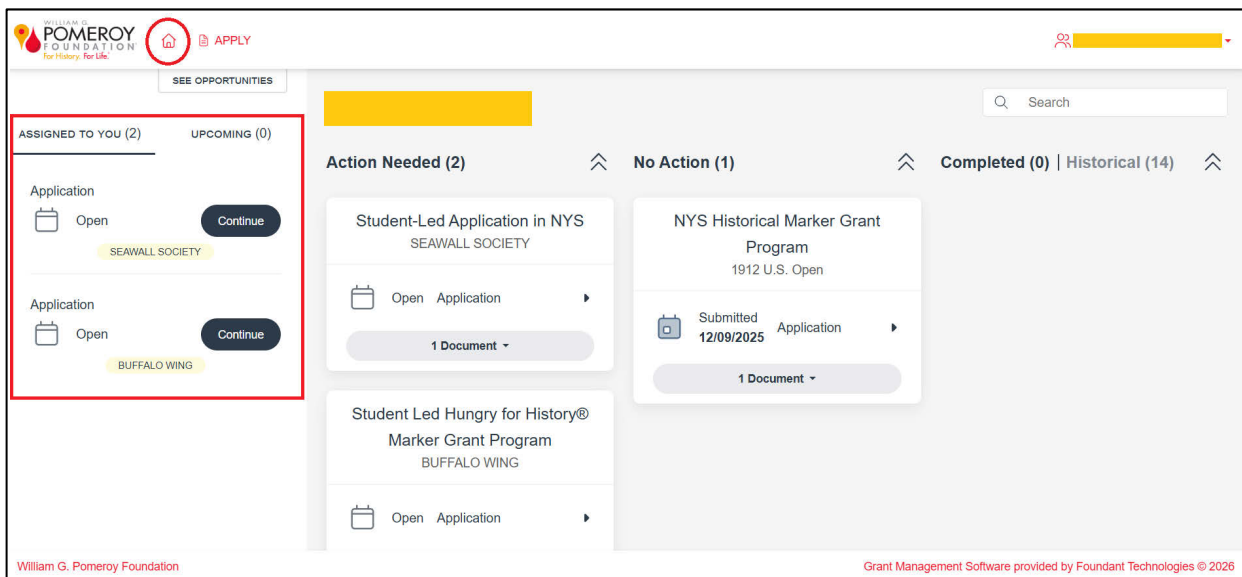 WILLIAM G.
POMEROY
FOUNDATION
For History. For Life.
APPLY
SEE OPPORTUNITIES
ASSIGNED TO YOU (2)
UPCOMING (0)
Application
Open
Continue
SEAWALL SOCIETY
Application
Open
Continue
BUFFALO WING
Search
Action Needed (2)
Student-Led Application in NYS
SEAWALL SOCIETY
Open Application
1 Document
Student Led Hungry for History®
Marker Grant Program
BUFFALO WING
Open Application
No Action (1)
NYS Historical Marker Grant
Program
1912 U.S. Open
Submitted
12/09/2025
Application
1 Document
Completed (0) | Historical (14)
William G. Pomeroy Foundation
Grant Management Software provided by Foundant Technologies © 2026